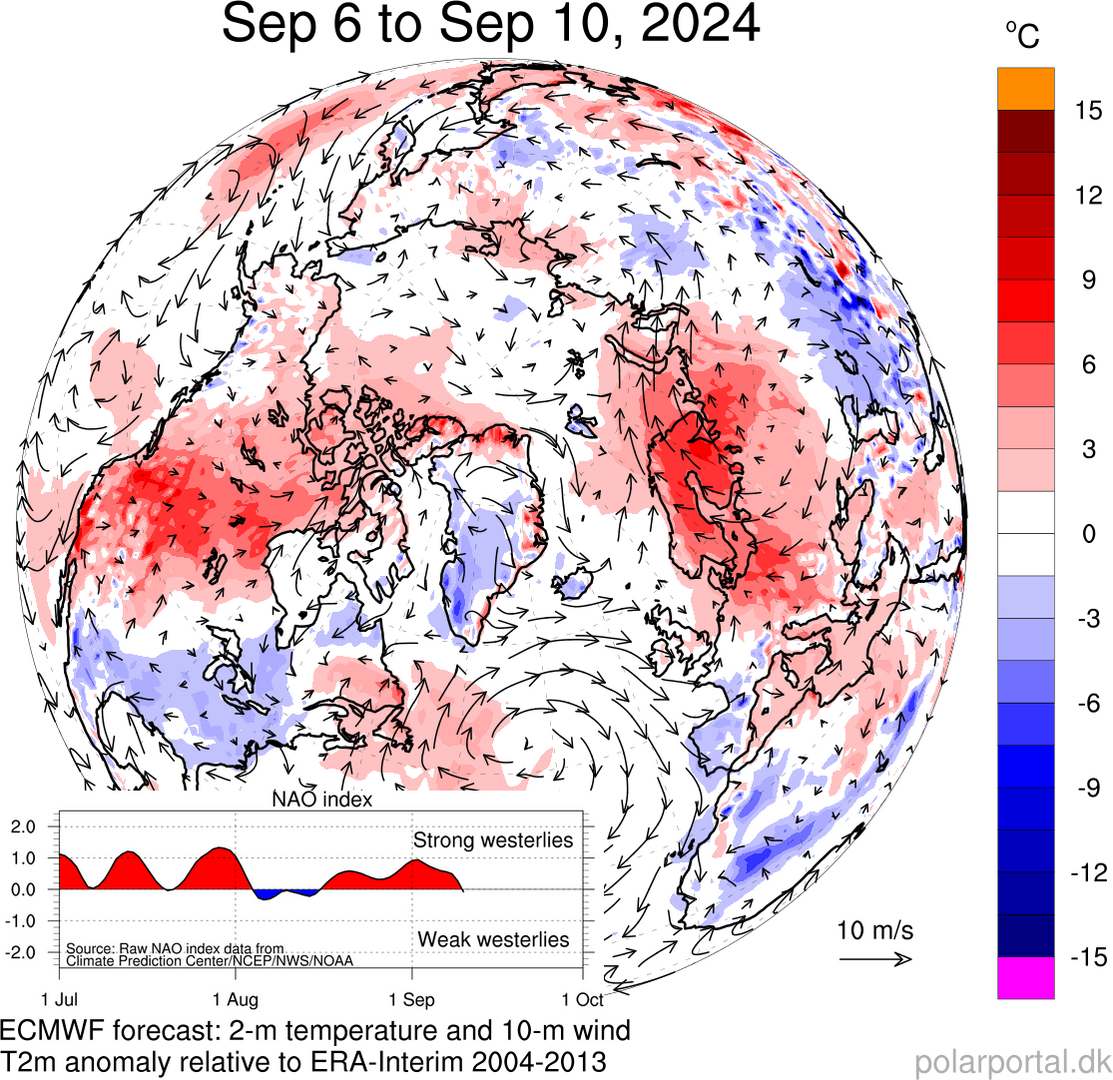 Sep 6 to Sep 10, 2024
°C
15
12
9
6
3
0
-3
-6
-9
-12
-15
NAO index
2.0
1.0
0.0
-1.0
-2.0
Strong westerlies
Weak westerlies
Source: Raw NAO index data from
Climate Prediction Center/NCEP/NWS/NOAA
1 Jul 1 Aug 1 Sep 1 Oct
10 m/s
ECMWF forecast: 2-m temperature and 10-m wind
T2m anomaly relative to ERA-Interim 2004-2013
polarportal.dk